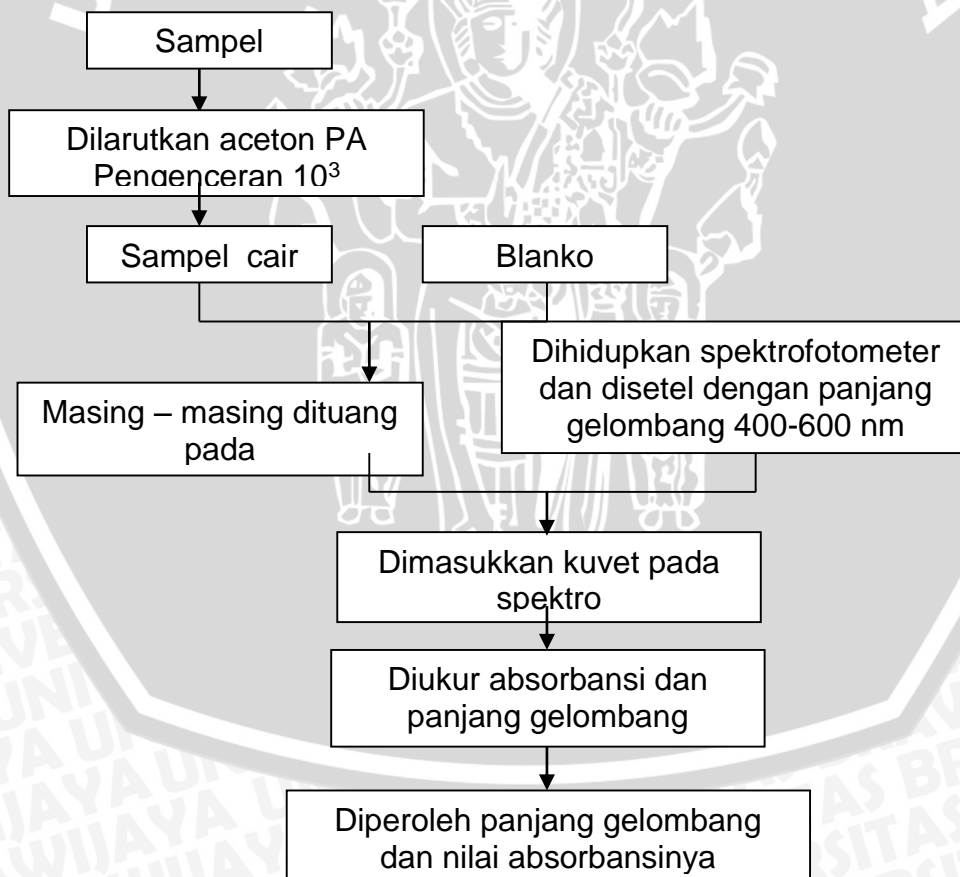 Sampel
Dilarutkan aceton PA
Pengenceran 10³
Sampel cair
Blanko
Dihidupkan spektrofotometer
dan disetel dengan panjang
gelombang 400-600 nm
Masing – masing dituang
pada
Dimasukkan kuvet pada
spektro
Diukur absorbansi dan
panjang gelombang
Diperoleh panjang gelombang
dan nilai absorbansinya